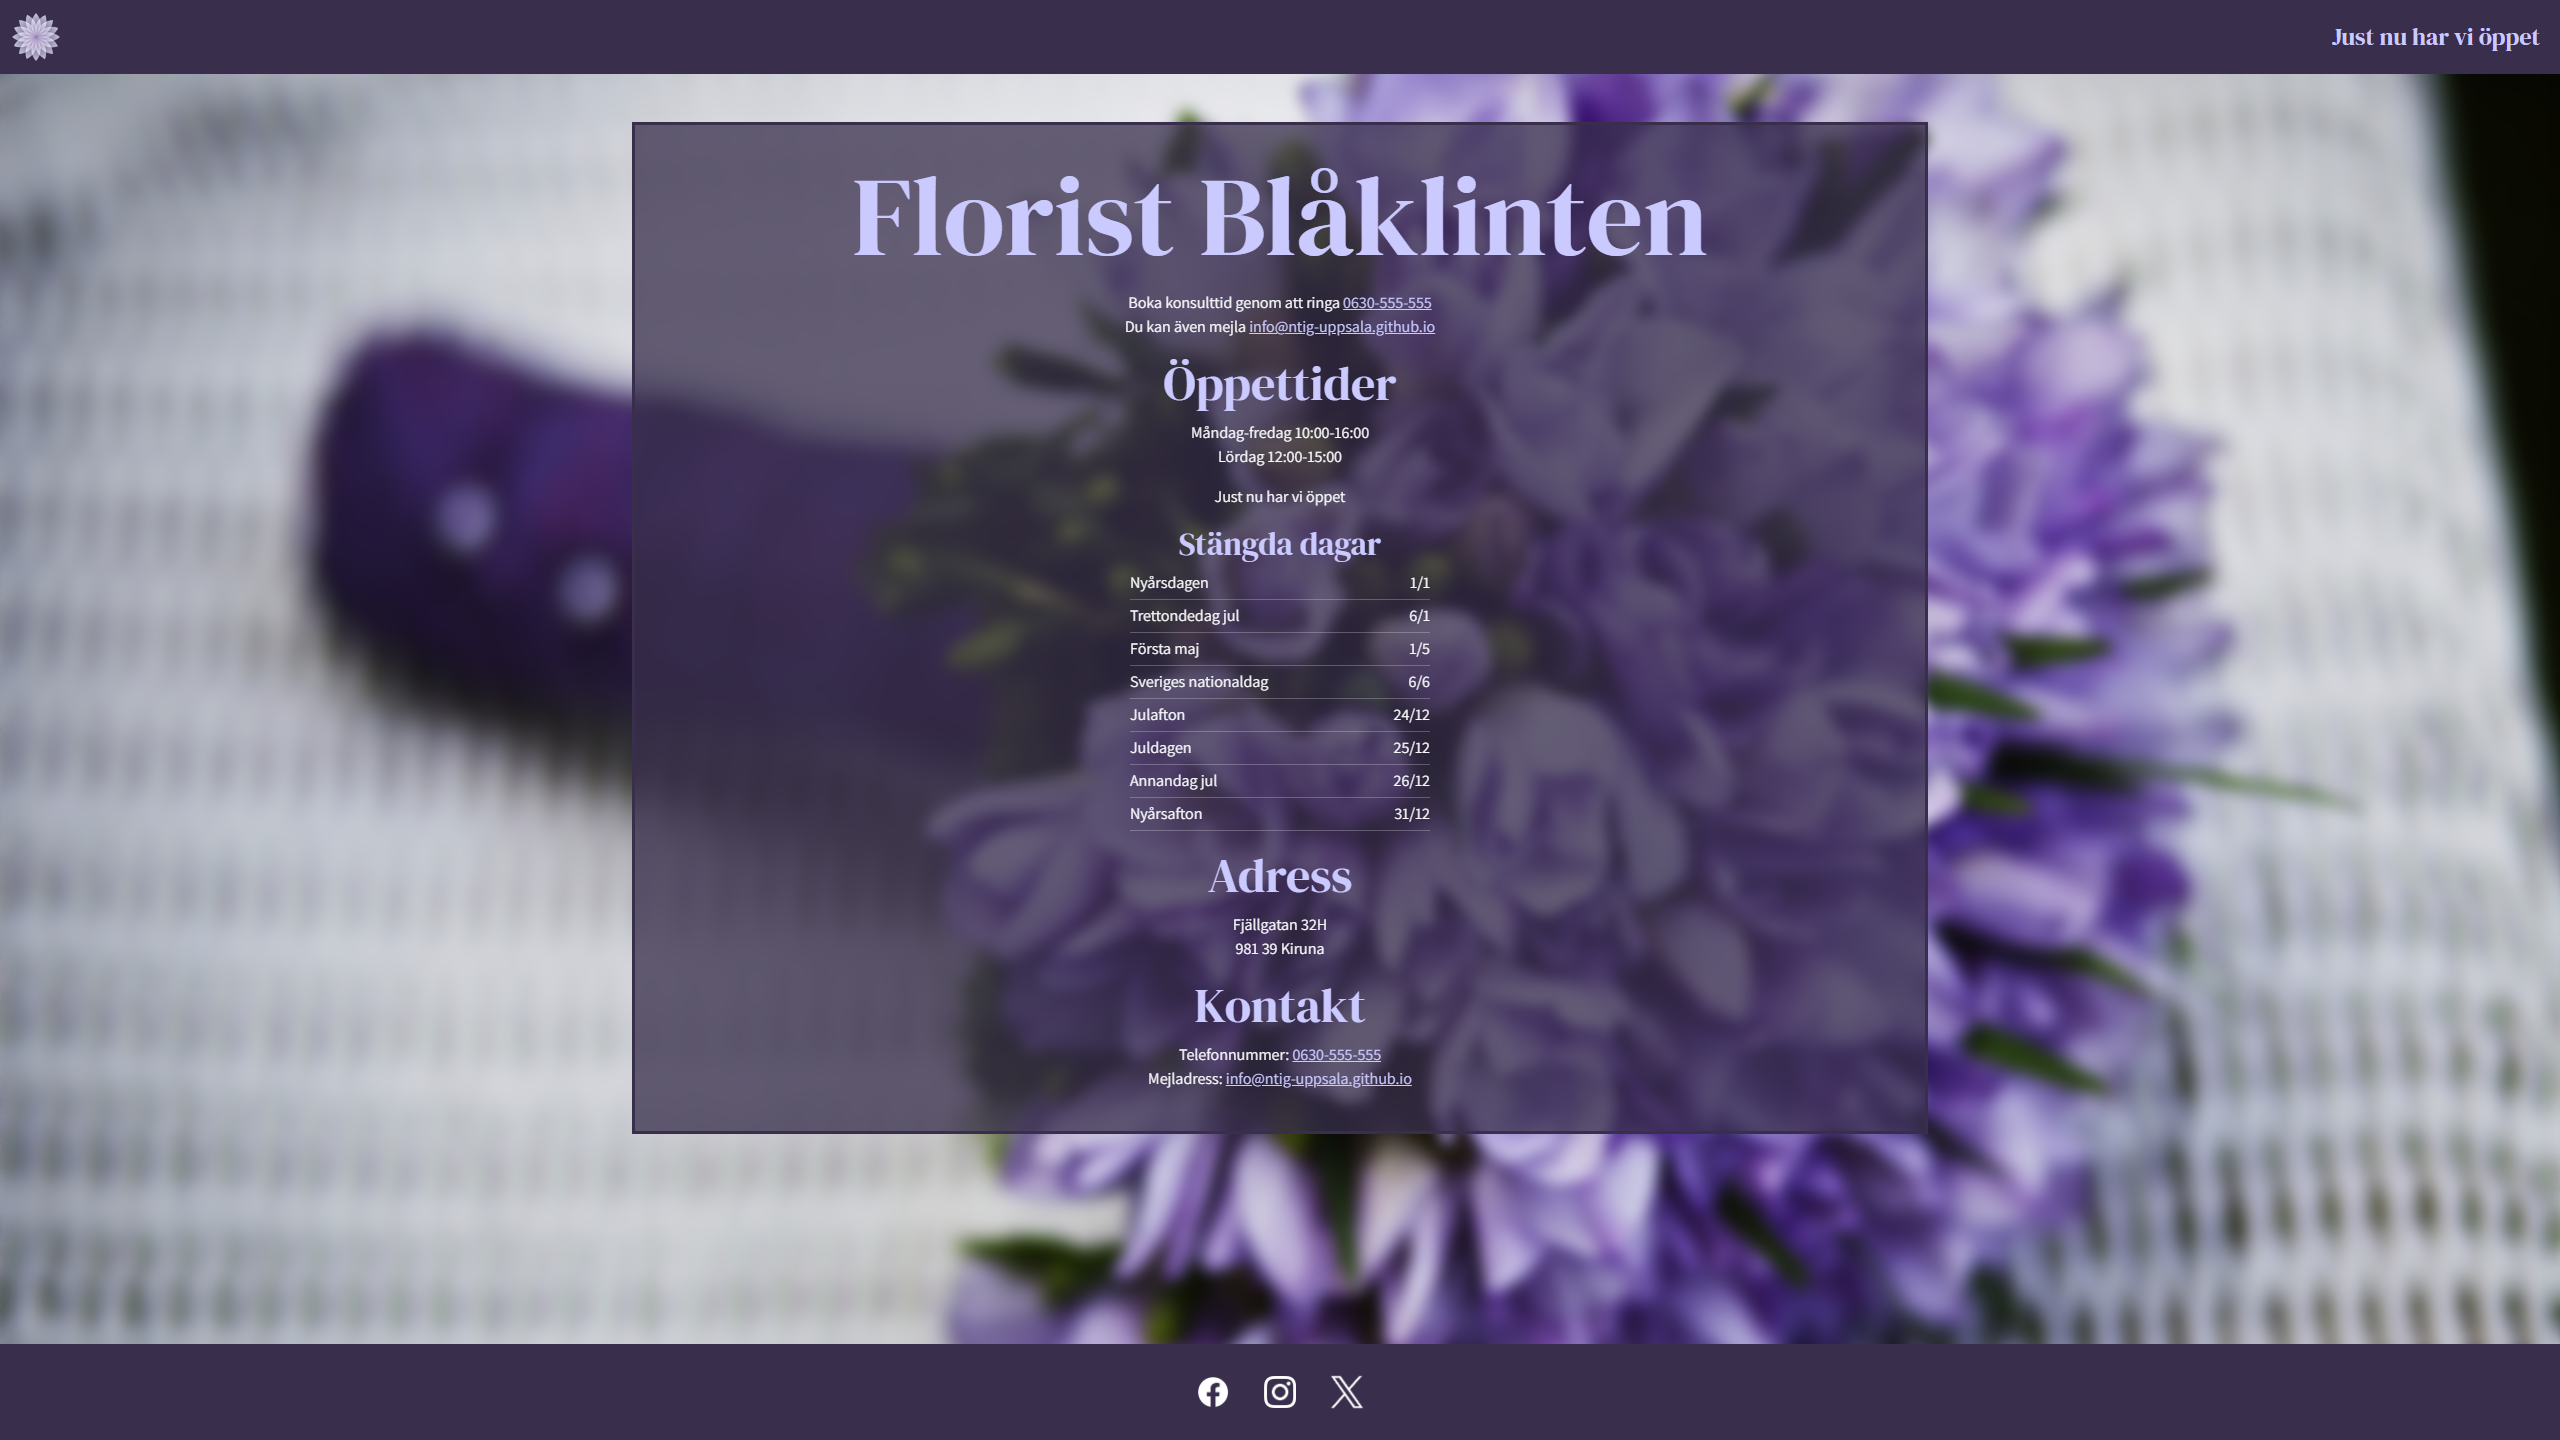 Just nu har vi öppet
Florist Blåklinten
Boka konsulttid genom att ringa 0630-555-555
Du kan även mejla info@ntig-uppsala.github.io
Öppettider
Måndag-fredag 10:00-16:00
Lördag 12:00-15:00
Just nu har vi öppet
Stängda dagar
Nyårsdagen 1/1
Trettondedag jul 6/1
Första maj 1/5
Sveriges nationaldag 6/6
Julafton 24/12
Juldagen 25/12
Annandag jul 26/12
Nyårsafton 31/12
Adress
Fjällgatan 32H
981 39 Kiruna
Kontakt
Telefonnummer: 0630-555-555
Mejladress: info@ntig-uppsala.github.io